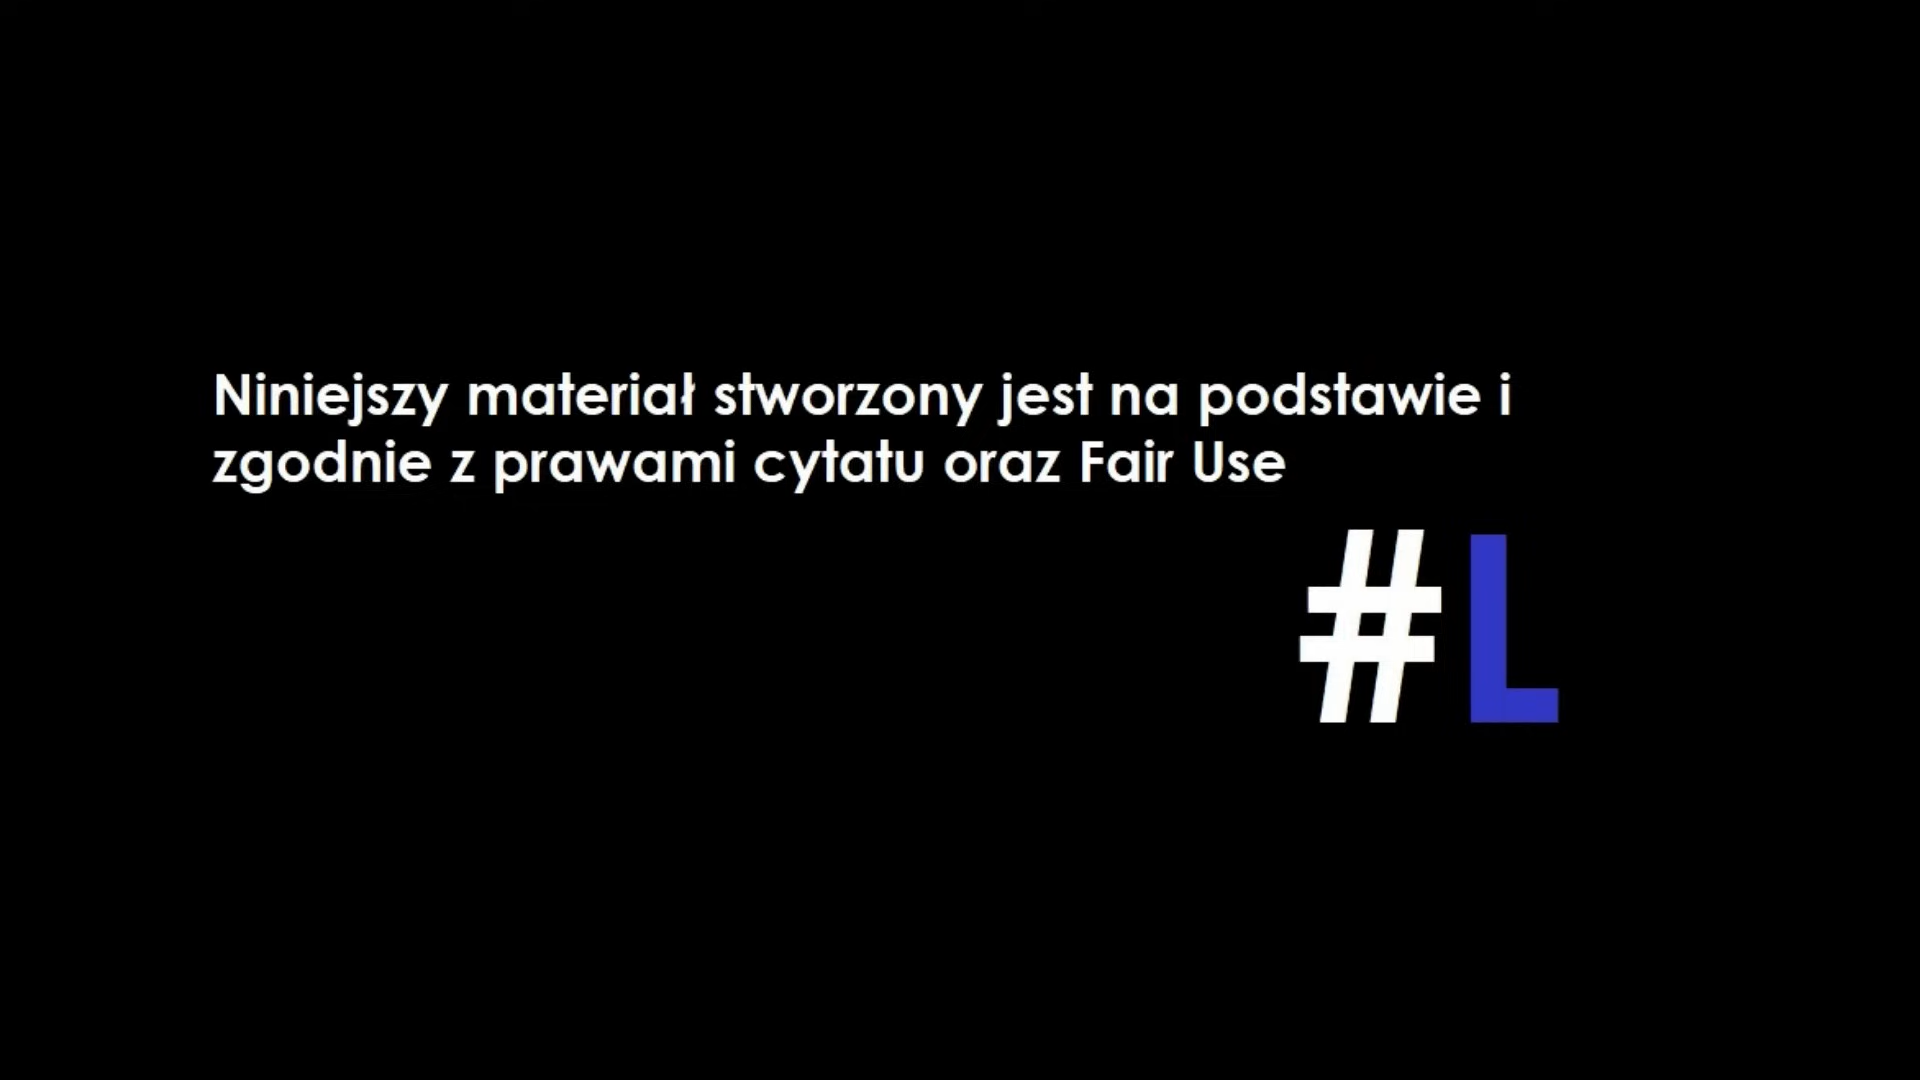 Niniejszy materiał stworzony jest na podstawie i
zgodnie z prawami cytatu oraz Fair Use
#L